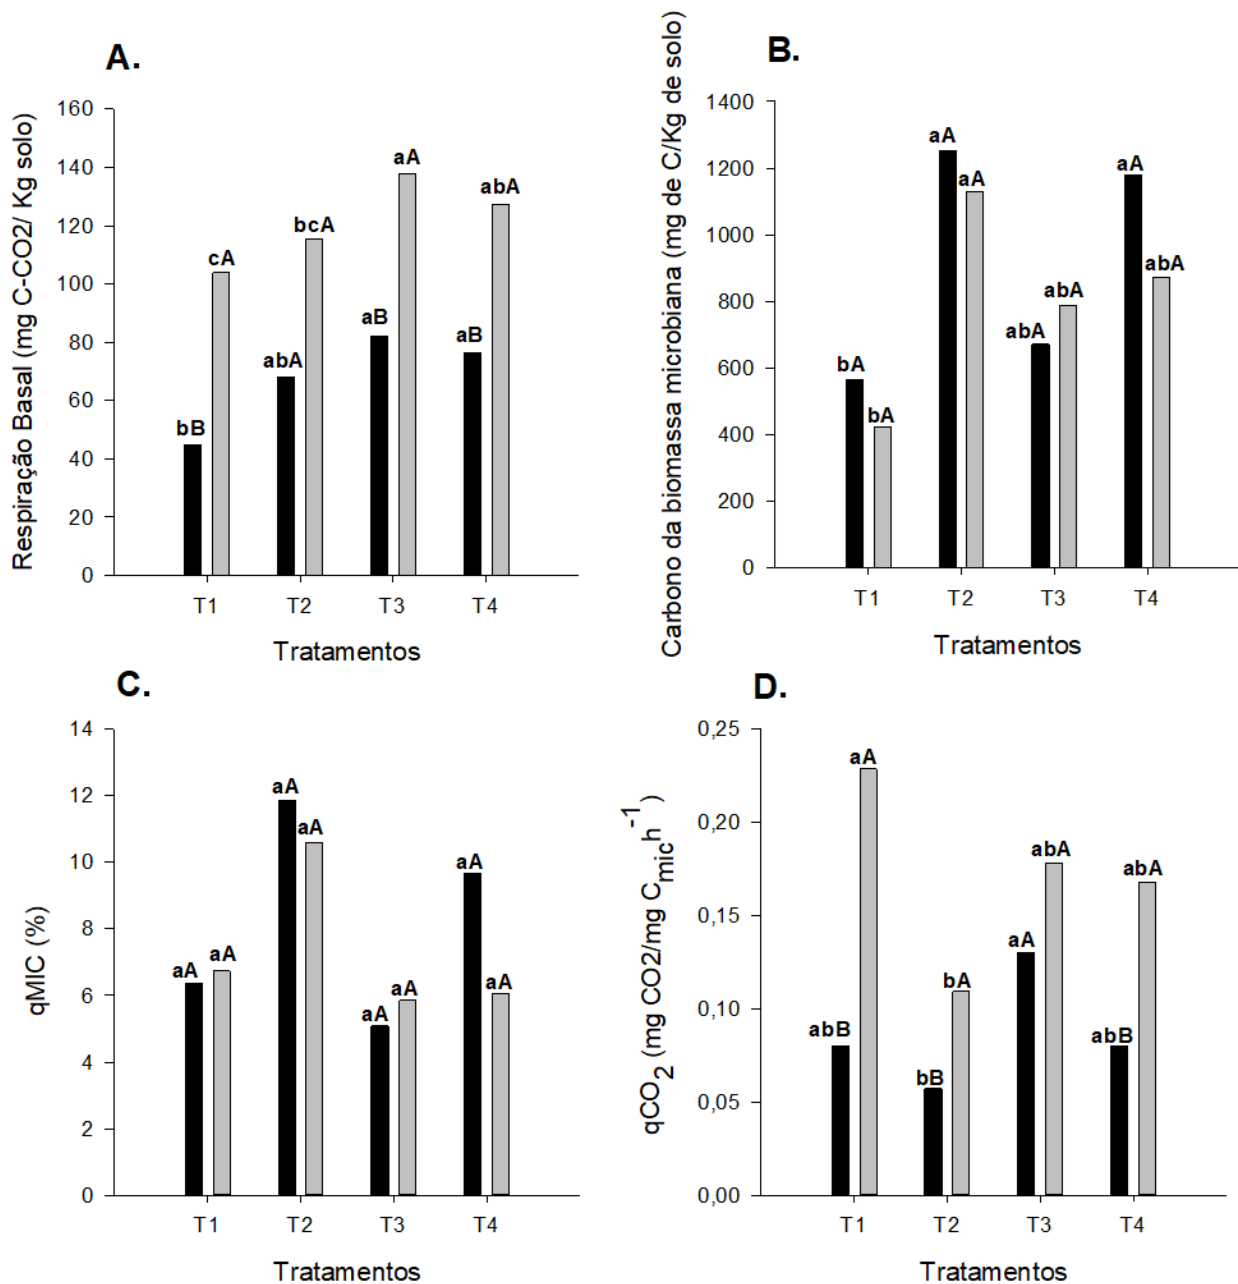 A.
Respiração Basal (mg C-CO2/ Kg solo)
160
140
120
100
80
60
40
20
0
bB
cA
abA
bcA
aB
aA
aB
abA
T1
T2
T3
T4
Tratamentos
B.
Carbono da biomassa microbiana (mg de C/Kg de solo)
1400
1200
1000
800
600
400
200
0
bA
bA
aA
aA
abA
abA
aA
abA
T1
T2
T3
T4
Tratamentos
C.
qMIC (%)
14
12
10
8
6
4
2
0
aA
aA
aA
aA
aA
aA
aA
aA
T1
T2
T3
T4
Tratamentos
D.
qCO2 (mg CO2/mg Cmich-1 )
0,25
0,20
0,15
0,10
0,05
0,00
abB
aA
bB
bA
aA
abA
abB
abA
T1
T2
T3
T4
Tratamentos